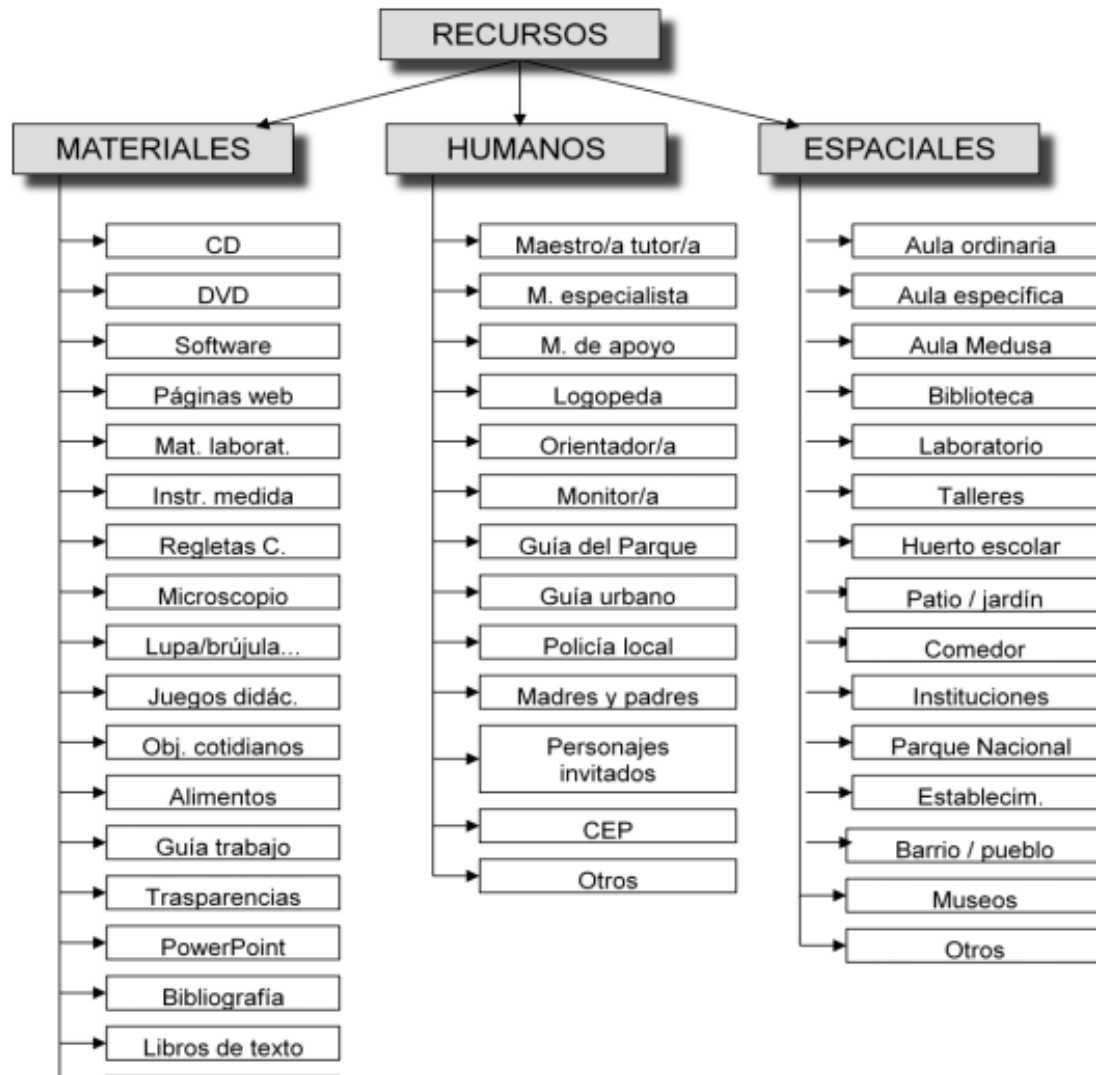 RECURSOS
MATERIALES
CD
DVD
Software
Páginas web
Mat. laborat.
Instr. medida
Regletas C.
Microscopio
Lupa/brújula...
Juegos didác.
Obj. cotidianos
Alimentos
Guía trabajo
Trasparencias
PowerPoint
Bibliografía
Libros de texto
HUMANOS
Maestro/a tutor/a
M. especialista
M. de apoyo
Logopeda
Orientador/a
Monitor/a
Guía del Parque
Guía urbano
Policía local
Madres y padres
Personajes
invitados
CEP
Otros
ESPACIALES
Aula ordinaria
Aula específica
Aula Medusa
Biblioteca
Laboratorio
Talleres
Huerto escolar
Patio / jardín
Comedor
Instituciones
Parque Nacional
Establecim.
Barrio / pueblo
Museos
Otros